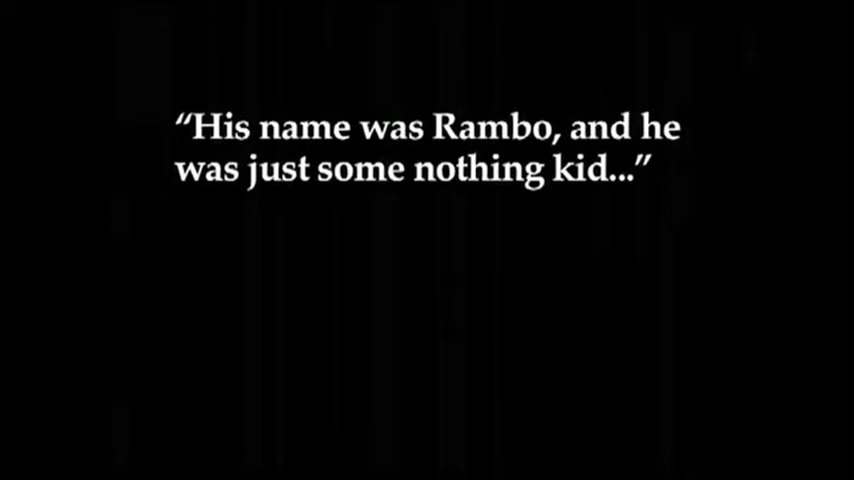 “His name was Rambo, and he
was just some nothing kid...”